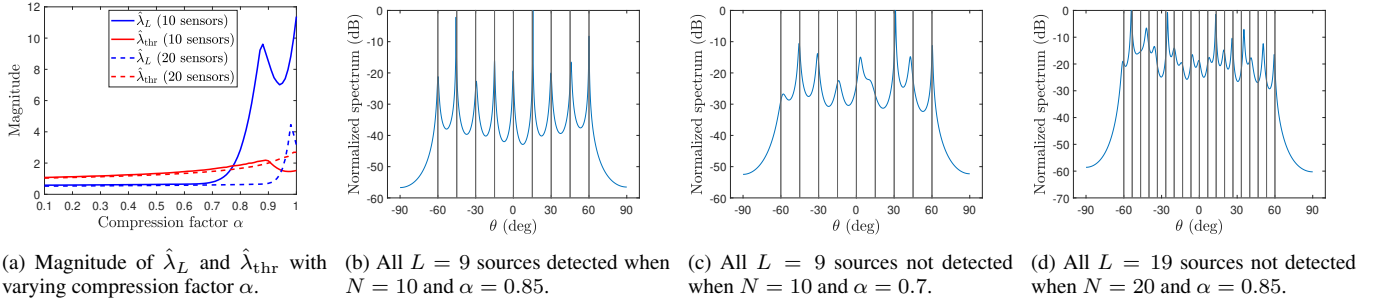 12
10
8
6
4
2
0
Magnitude
λ̂_L (10 sensors)
λ̂_thr (10 sensors)
λ̂_L (20 sensors)
λ̂_thr (20 sensors)
0.1 0.2 0.3 0.4 0.5 0.6 0.7 0.8 0.9 1
Compression factor α
(a) Magnitude of λ̂_L and λ̂_thr with
varying compression factor α.
0
-10
-20
-30
-40
-50
-60
Normalized spectrum (dB)
-90 -60 -30 0 30 60 90
θ (deg)
(b) All L = 9 sources detected when
N = 10 and α = 0.85.
0
-10
-20
-30
-40
-50
-60
Normalized spectrum (dB)
-90 -60 -30 0 30 60 90
θ (deg)
(c) All L = 9 sources not detected
when N = 10 and α = 0.7.
0
-10
-20
-30
-40
-50
-60
-70
Normalized spectrum (dB)
-90 -60 -30 0 30 60 90
θ (deg)
(d) All L = 19 sources not detected
when N = 20 and α = 0.85.